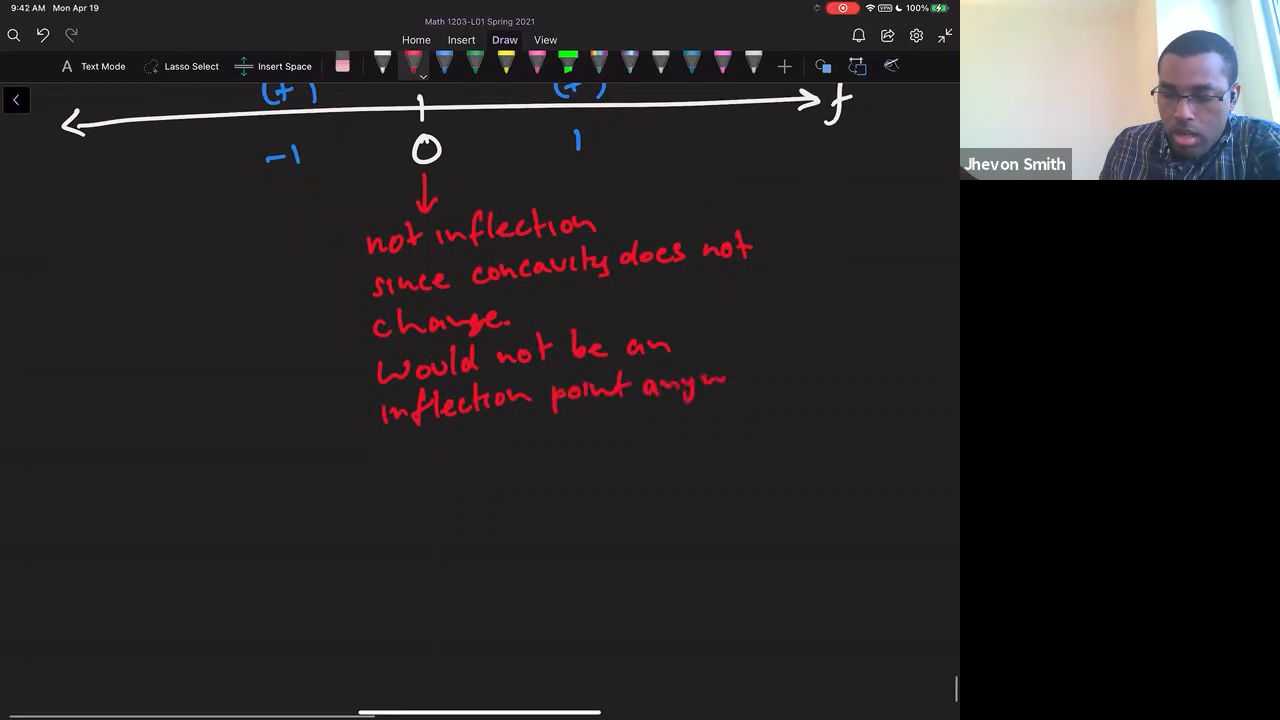 9:42 AM Mon Apr 19
VPN 100%
Math 1203-L01 Spring 2021
Home Insert Draw View
A Text Mode Lasso Select Insert Space
(+) (+)
f
-1 0 1
not inflection
since concavity does not
change.
Would not be an
inflection point anyw
Jhevon Smith